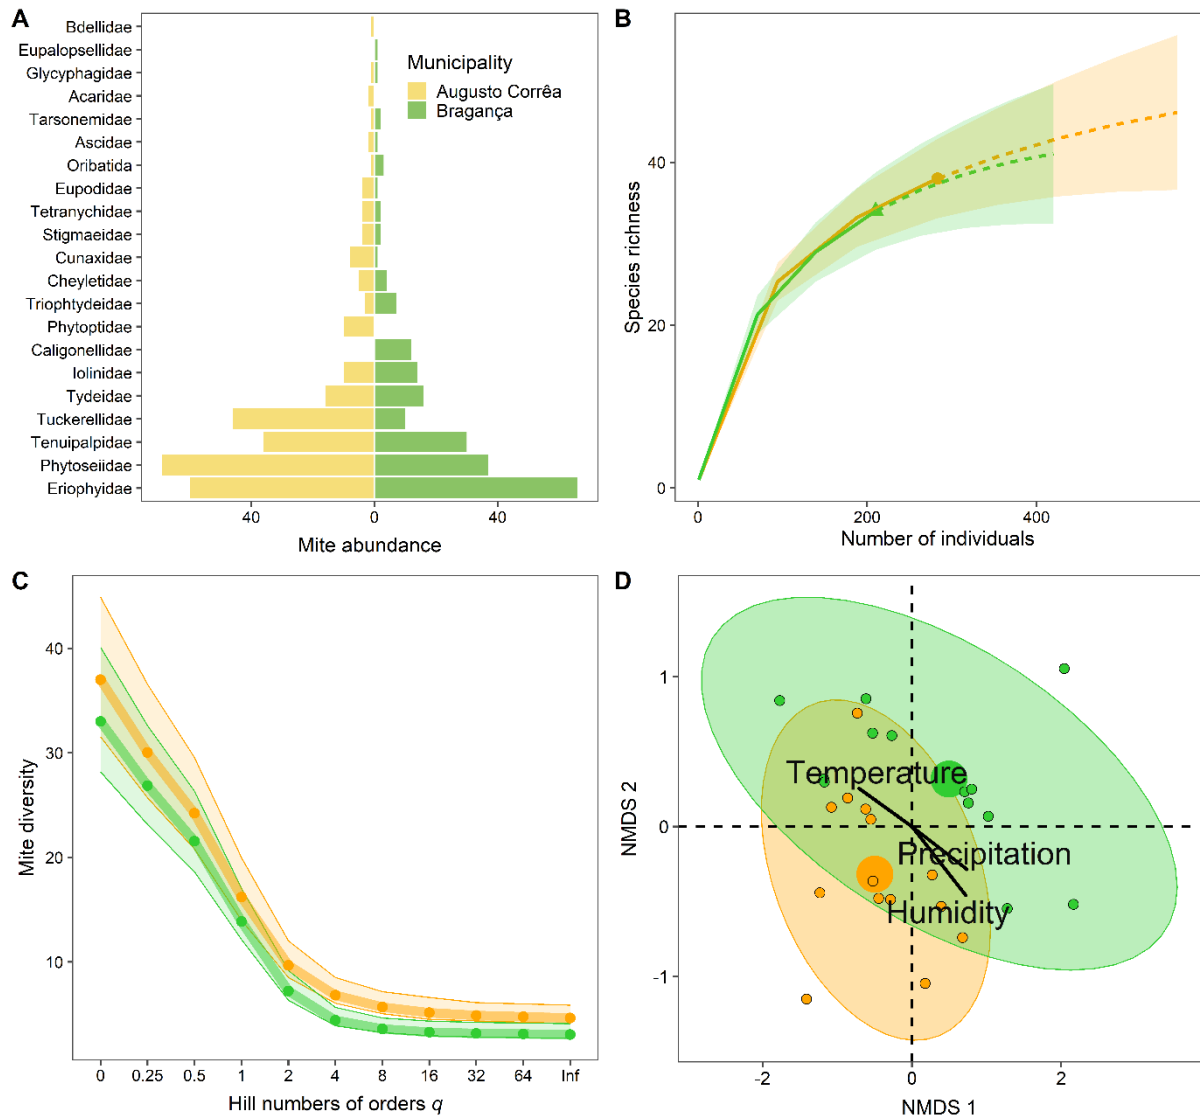 A
Bdellidae
Eupalopsellidae
Glycyphagidae
Acaridae
Tarsonemidae
Ascidae
Oribatida
Eupodidae
Tetranychidae
Stigmaeidae
Cunaxidae
Cheyletidae
Triophtydeidae
Phytoptidae
Caligonellidae
Iolinidae
Tydeidae
Tuckerellidae
Tenuipalpidae
Phytoseiidae
Eriophyidae
Municipality
Augusto Corrêa
Bragança
40 0 40
Mite abundance
B
Species richness
40
20
0
0 200 400
Number of individuals
C
Mite diversity
40
30
20
10
0 0.25 0.5 1 2 4 8 16 32 64 Inf
Hill numbers of orders q
D
NMDS 2
1
0
-1
Temperature
Precipitation
Humidity
-2 0 2
NMDS 1